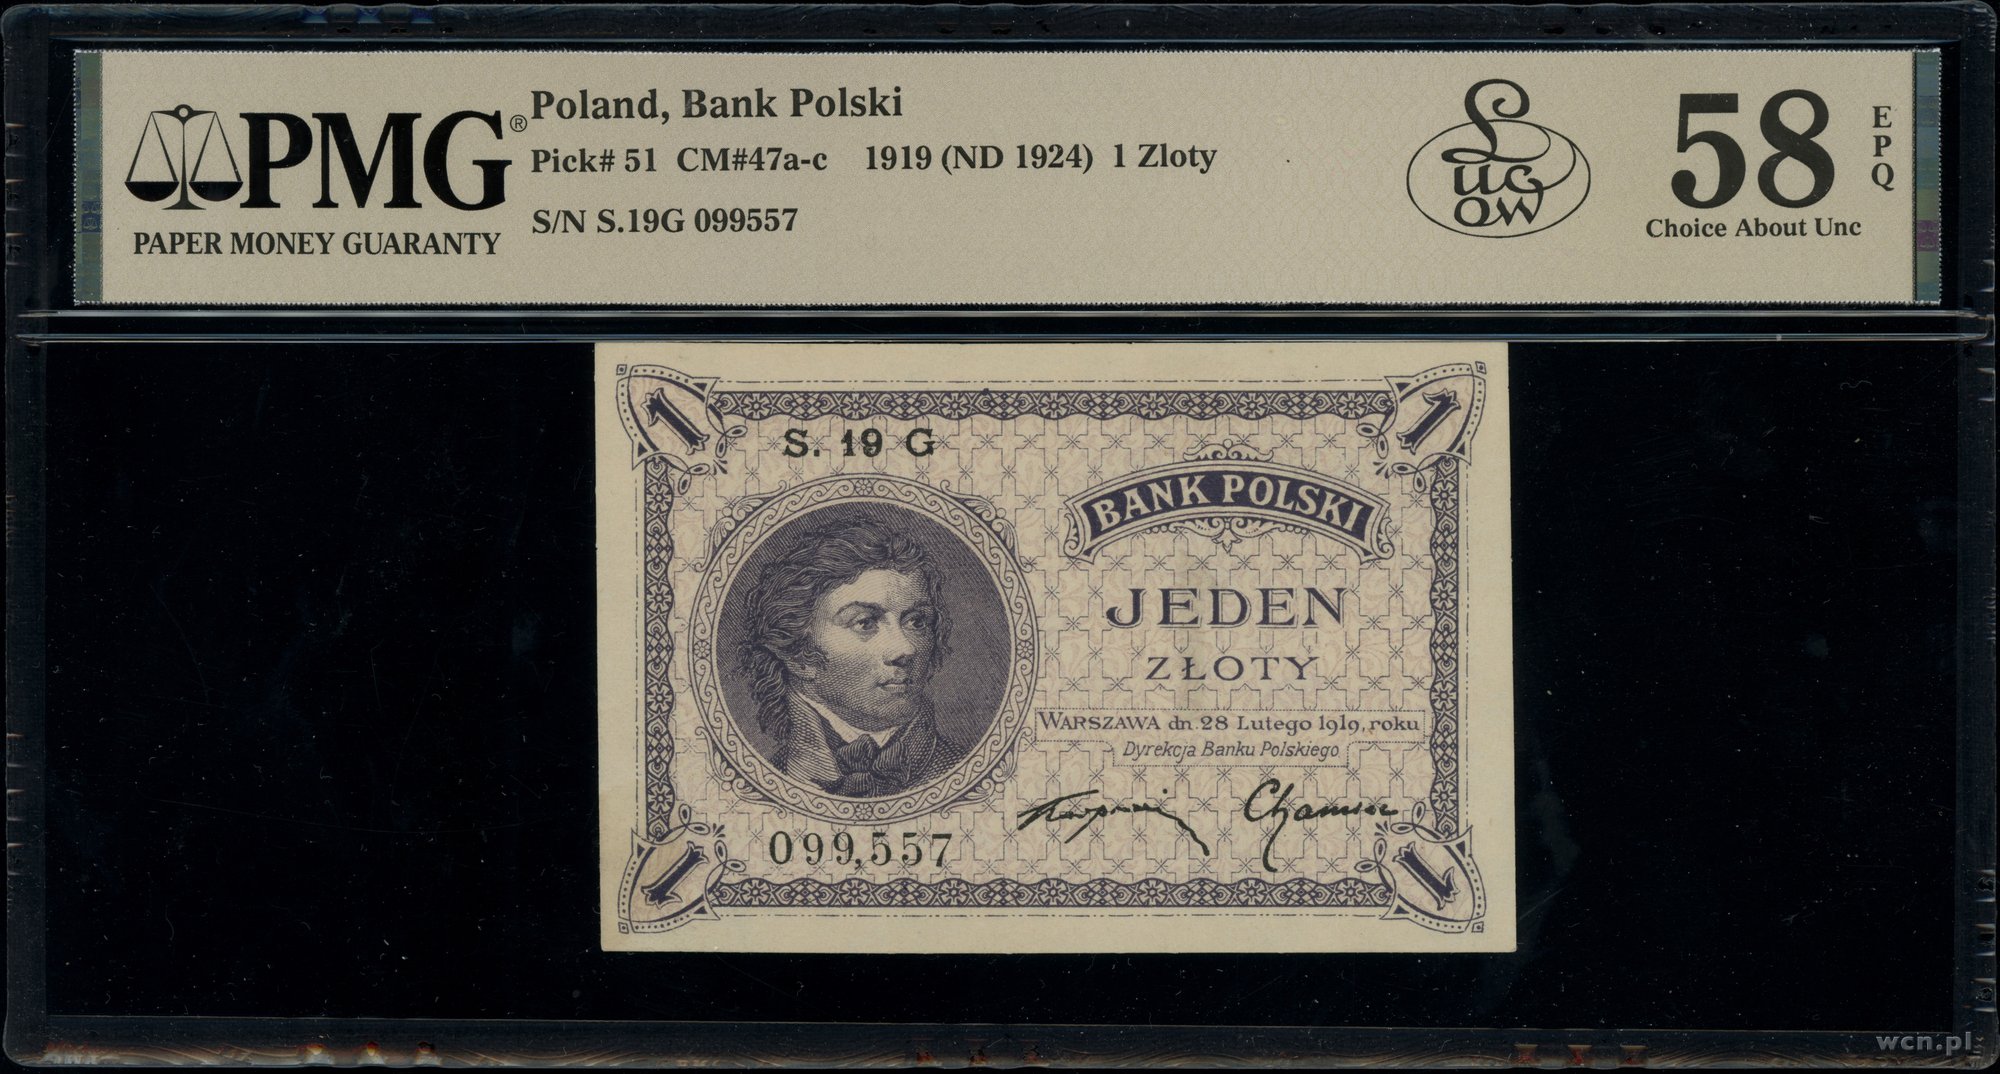 PMG®
PAPER MONEY GUARANTY
Poland, Bank Polski
Pick# 51 CM#47a-c 1919 (ND 1924) 1 Zloty
S/N S.19G 099557
Lucow
58
EPQ
Choice About Unc
1
1
S. 19 G
BANK POLSKI
JEDEN
ZŁOTY
WARSZAWA dn. 28 Lutego 1919, roku
Dyrekcja Banku Polskiego
099,557
1
1
wcn.pl